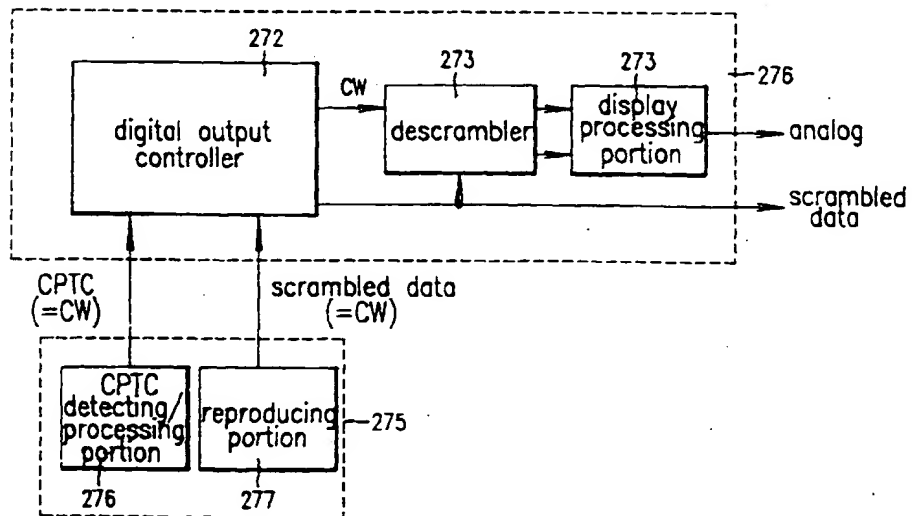 272
273
273
276
CW
digital output
controller
descrambler
display
processing
portion
analog
scrambled
data
CPTC
(=CW)
scrambled data
(=CW)
CPTC
detecting/
processing
portion
reproducing
portion
275
276
277